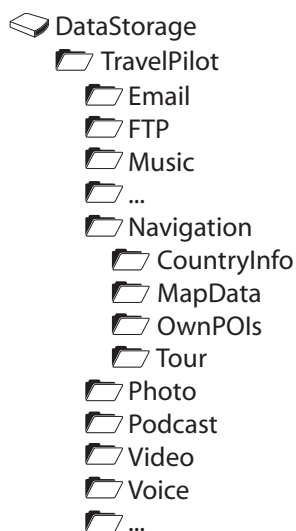 DataStorage
TravelPilot
Email
FTP
Music
...
Navigation
CountryInfo
MapData
OwnPOIs
Tour
Photo
Podcast
Video
Voice
...